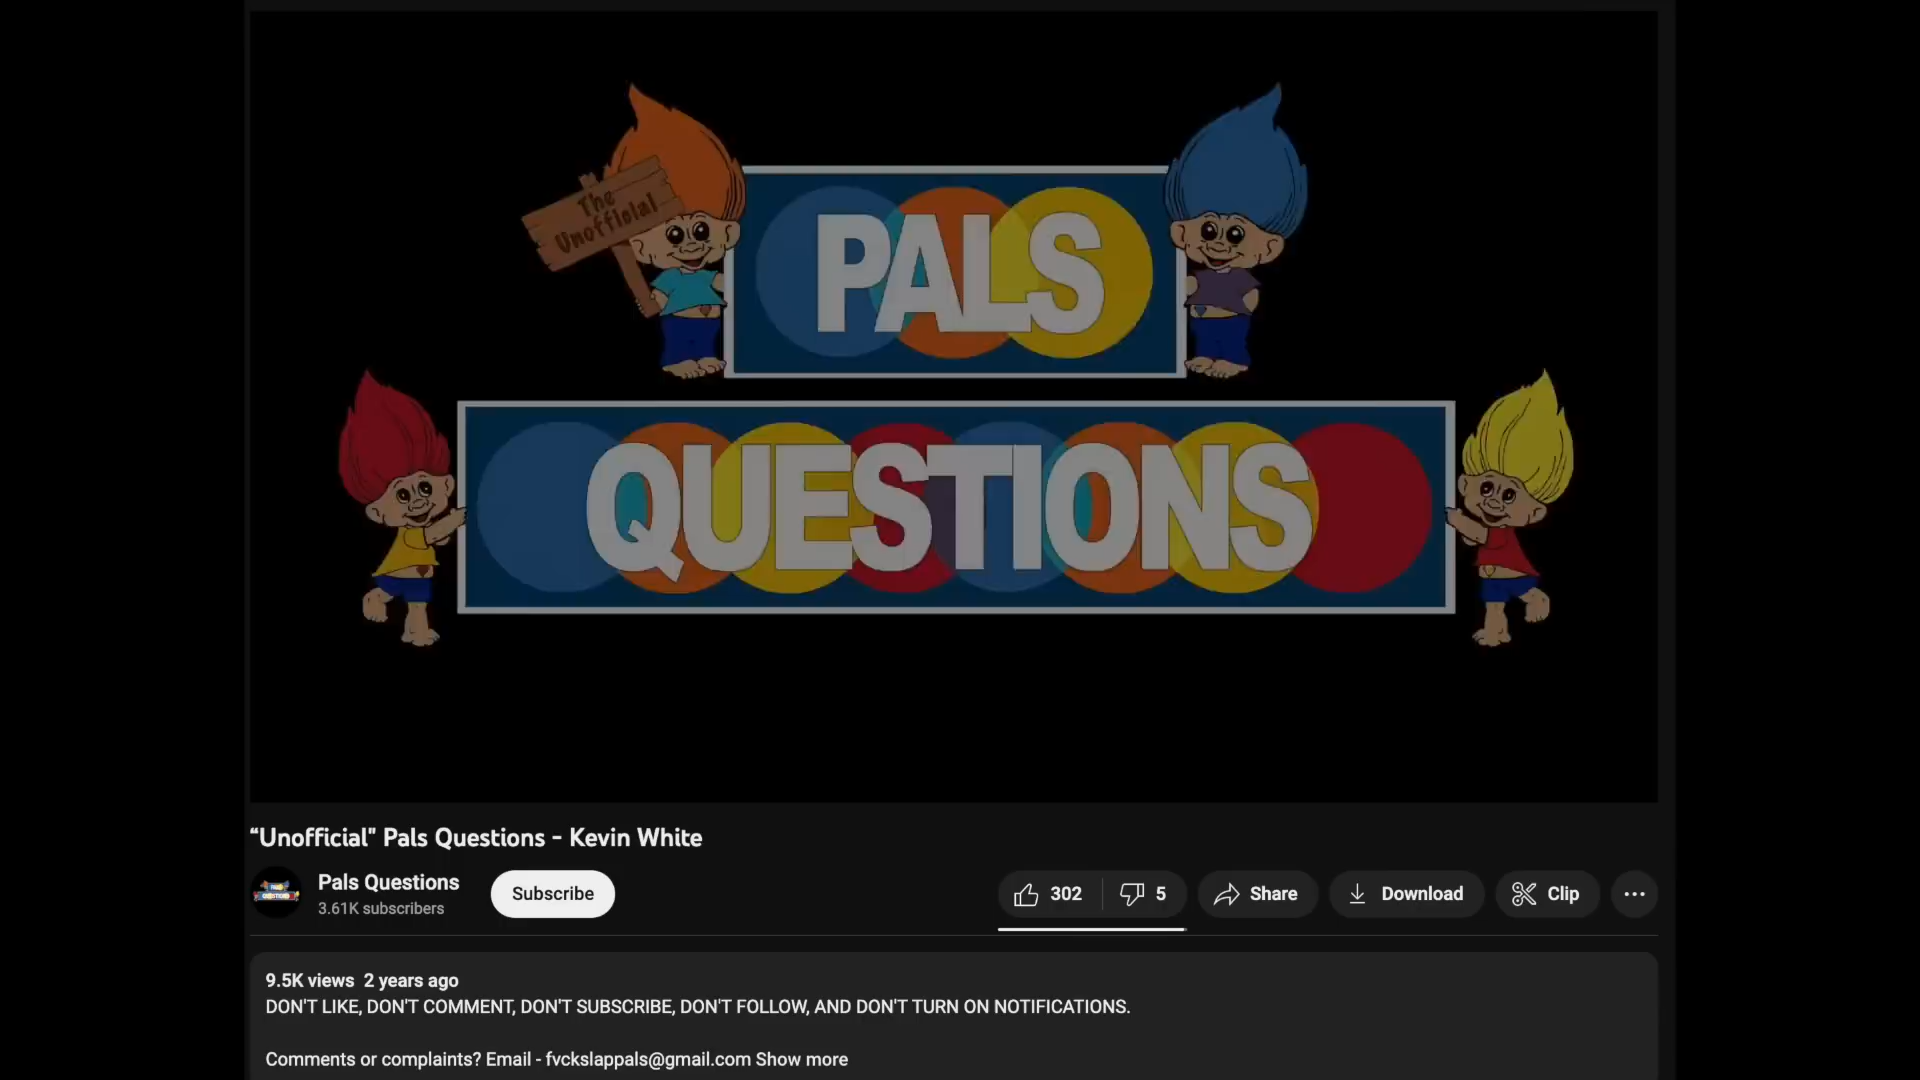 The
Unofficial
PALS
QUESTIONS
“Unofficial" Pals Questions - Kevin White
Pals Questions
3.61K subscribers
Subscribe
302
5
Share
Download
Clip
9.5K views 2 years ago
DON'T LIKE, DON'T COMMENT, DON'T SUBSCRIBE, DON'T FOLLOW, AND DON'T TURN ON NOTIFICATIONS.
Comments or complaints? Email - fvckslappals@gmail.com Show more